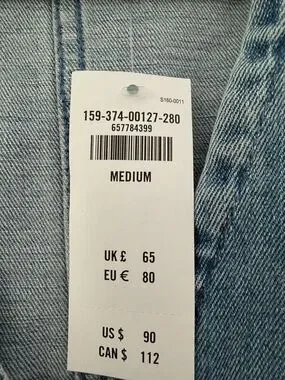 S160-0011
159-374-00127-280
657784399
MEDIUM
UK £ 65
EU € 80
US $ 90
CAN $ 112